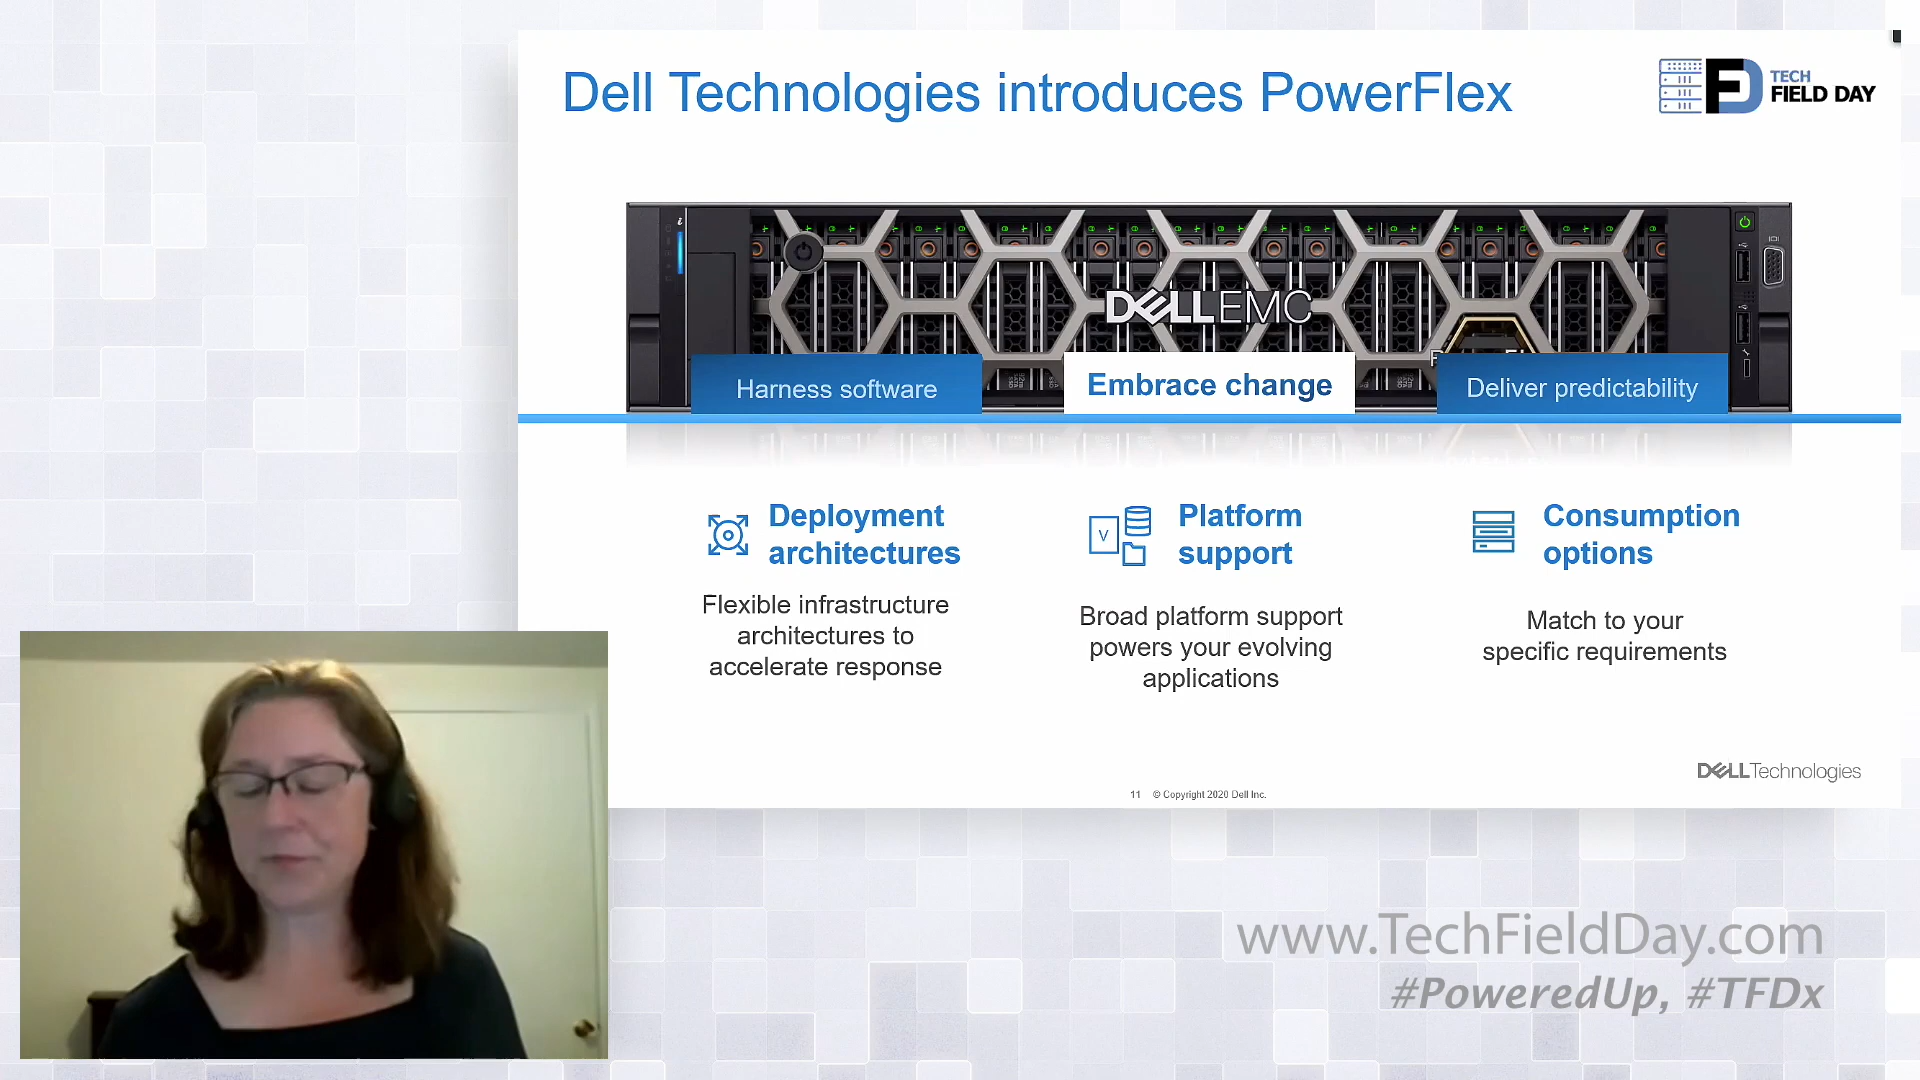 Dell Technologies introduces PowerFlex
TECH
FIELD DAY
DELLEMC
Harness software
Embrace change
Deliver predictability
Deployment
architectures
V
Platform
support
Consumption
options
Flexible infrastructure
architectures to
accelerate response
Broad platform support
powers your evolving
applications
Match to your
specific requirements
DELLTechnologies
11 © Copyright 2020 Dell Inc.
www.TechFieldDay.com
#PoweredUp, #TFDx